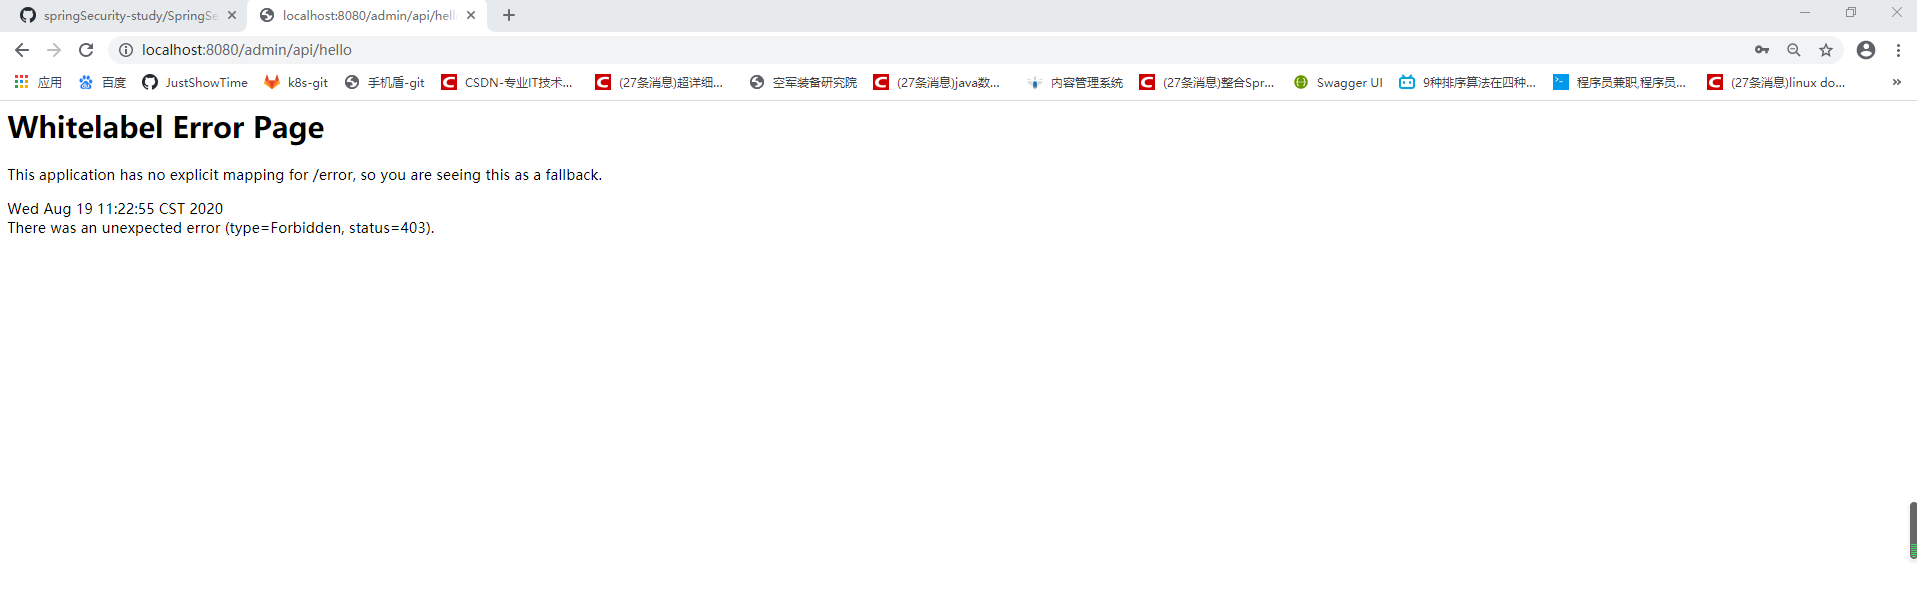 springSecurity-study/SpringSe
localhost:8080/admin/api/hell
localhost:8080/admin/api/hello
应用 百度 JustShowTime k8s-git 手机盾-git CSDN-专业IT技术... (27条消息)超详细... 空军装备研究院 (27条消息)java数... 内容管理系统 (27条消息)整合Spr... Swagger UI 9种排序算法在四种... 程序员兼职,程序员... (27条消息)linux do... »
Whitelabel Error Page
This application has no explicit mapping for /error, so you are seeing this as a fallback.
Wed Aug 19 11:22:55 CST 2020
There was an unexpected error (type=Forbidden, status=403).